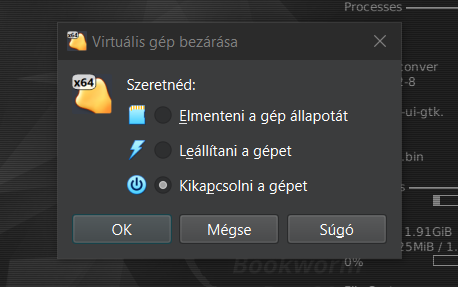 Processes
x64
Virtuális gép bezárása
x64
Szeretnéd:
Elmenteni a gép állapotát
Leállítani a gépet
Kikapcsolni a gépet
OK
Mégse
Súgó
conver
2-8
-ui-gtk.
.bin
s
1.91GiB
25MiB / 1.
0%
Bookworm